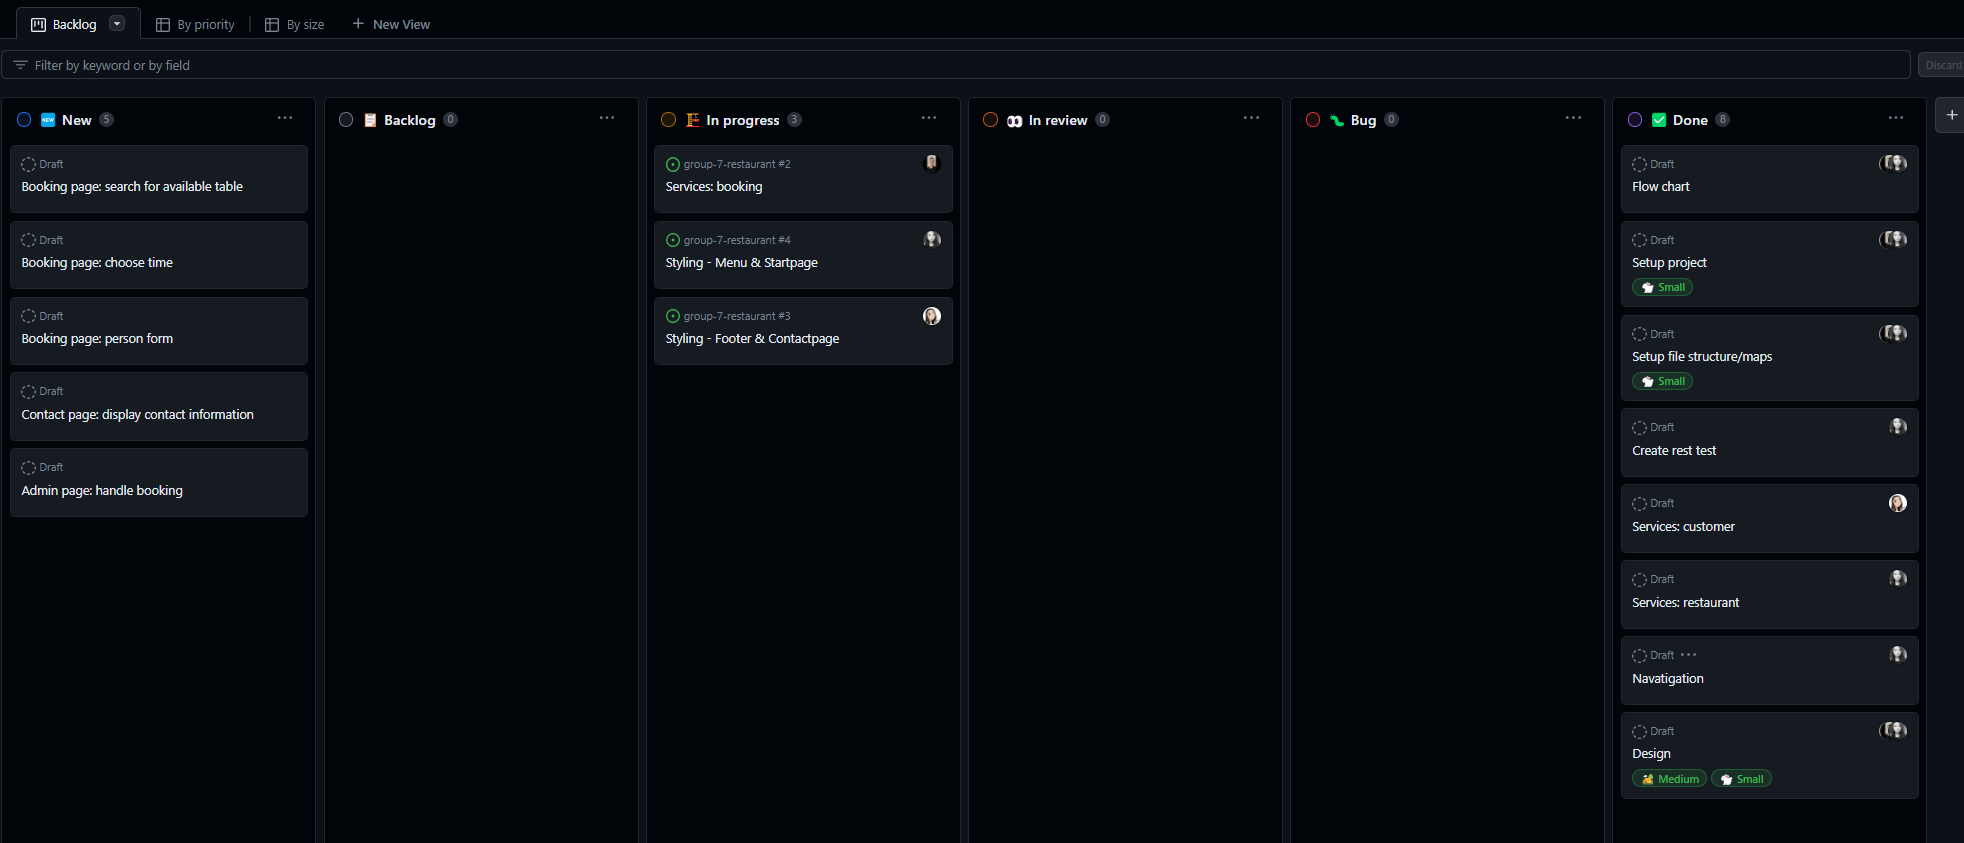 Backlog
By priority
By size
New View
Filter by keyword or by field
Discard
NEW New 5
Draft
Booking page: search for available table
Draft
Booking page: choose time
Draft
Booking page: person form
Draft
Contact page: display contact information
Draft
Admin page: handle booking
Backlog 0
In progress 3
group-7-restaurant #2
Services: booking
group-7-restaurant #4
Styling - Menu & Startpage
group-7-restaurant #3
Styling - Footer & Contactpage
In review 0
Bug 0
Done 8
Draft
Flow chart
Draft
Setup project
Small
Draft
Setup file structure/maps
Small
Draft
Create rest test
Draft
Services: customer
Draft
Services: restaurant
Draft
Navatigation
Draft
Design
Medium Small